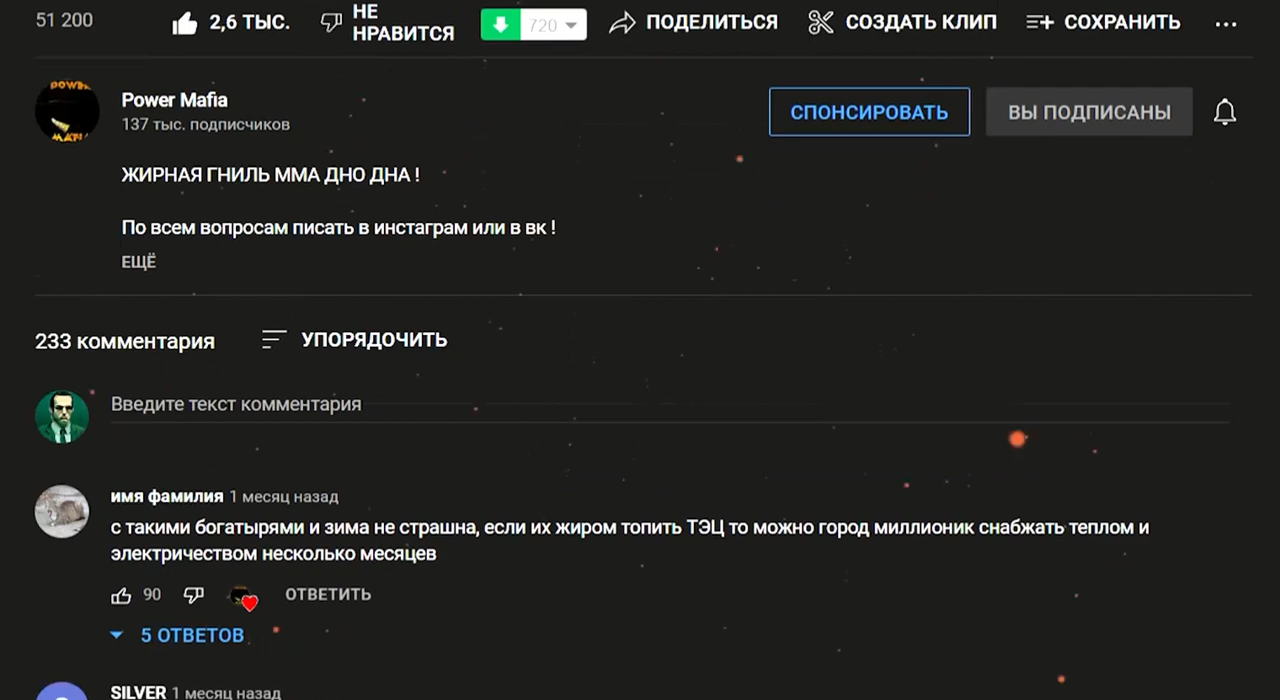 51 200
2,6 ТЫС.
НЕ НРАВИТСЯ
720
ПОДЕЛИТЬСЯ
СОЗДАТЬ КЛИП
СОХРАНИТЬ
POWER
MAFIA
Power Mafia
137 тыс. подписчиков
СПОНСИРОВАТЬ
ВЫ ПОДПИСАНЫ
ЖИРНАЯ ГНИЛЬ ММА ДНО ДНА !
По всем вопросам писать в инстаграм или в вк !
ЕЩЁ
233 комментария
УПОРЯДОЧИТЬ
Введите текст комментария
имя фамилия 1 месяц назад
с такими богатырями и зима не страшна, если их жиром топить ТЭЦ то можно город миллионик снабжать теплом и
электричеством несколько месяцев
90
ОТВЕТИТЬ
5 ОТВЕТОВ
SILVER 1 месяц назад